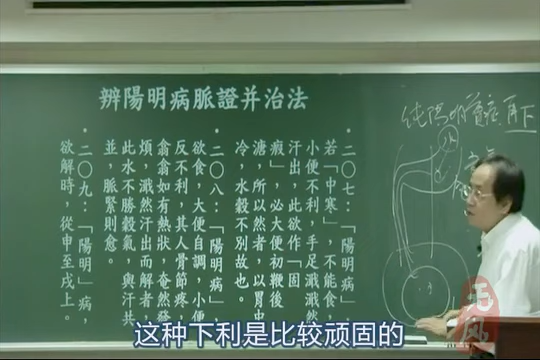 辨陽明病脈證并治法
二〇七：「陽明病」，
若「中寒」，不能食，
小便不利，手足濈然
汗出，此欲作「固
瘕」，必大便初鞕後
溏，所以然者，以胃中
冷，水穀不別故也。
二〇八：「陽明病」，
欲食，大便自調，小便
反不利，其人骨節疼，
翕翕如有熱狀，奄然發
煩，濈然汗出而解者，
此水不勝穀氣，與汗共
並，脈緊則愈。
二〇九：「陽明」病，
欲解時，從申至戌上。
陽明 再下
这种下利是比较顽固的